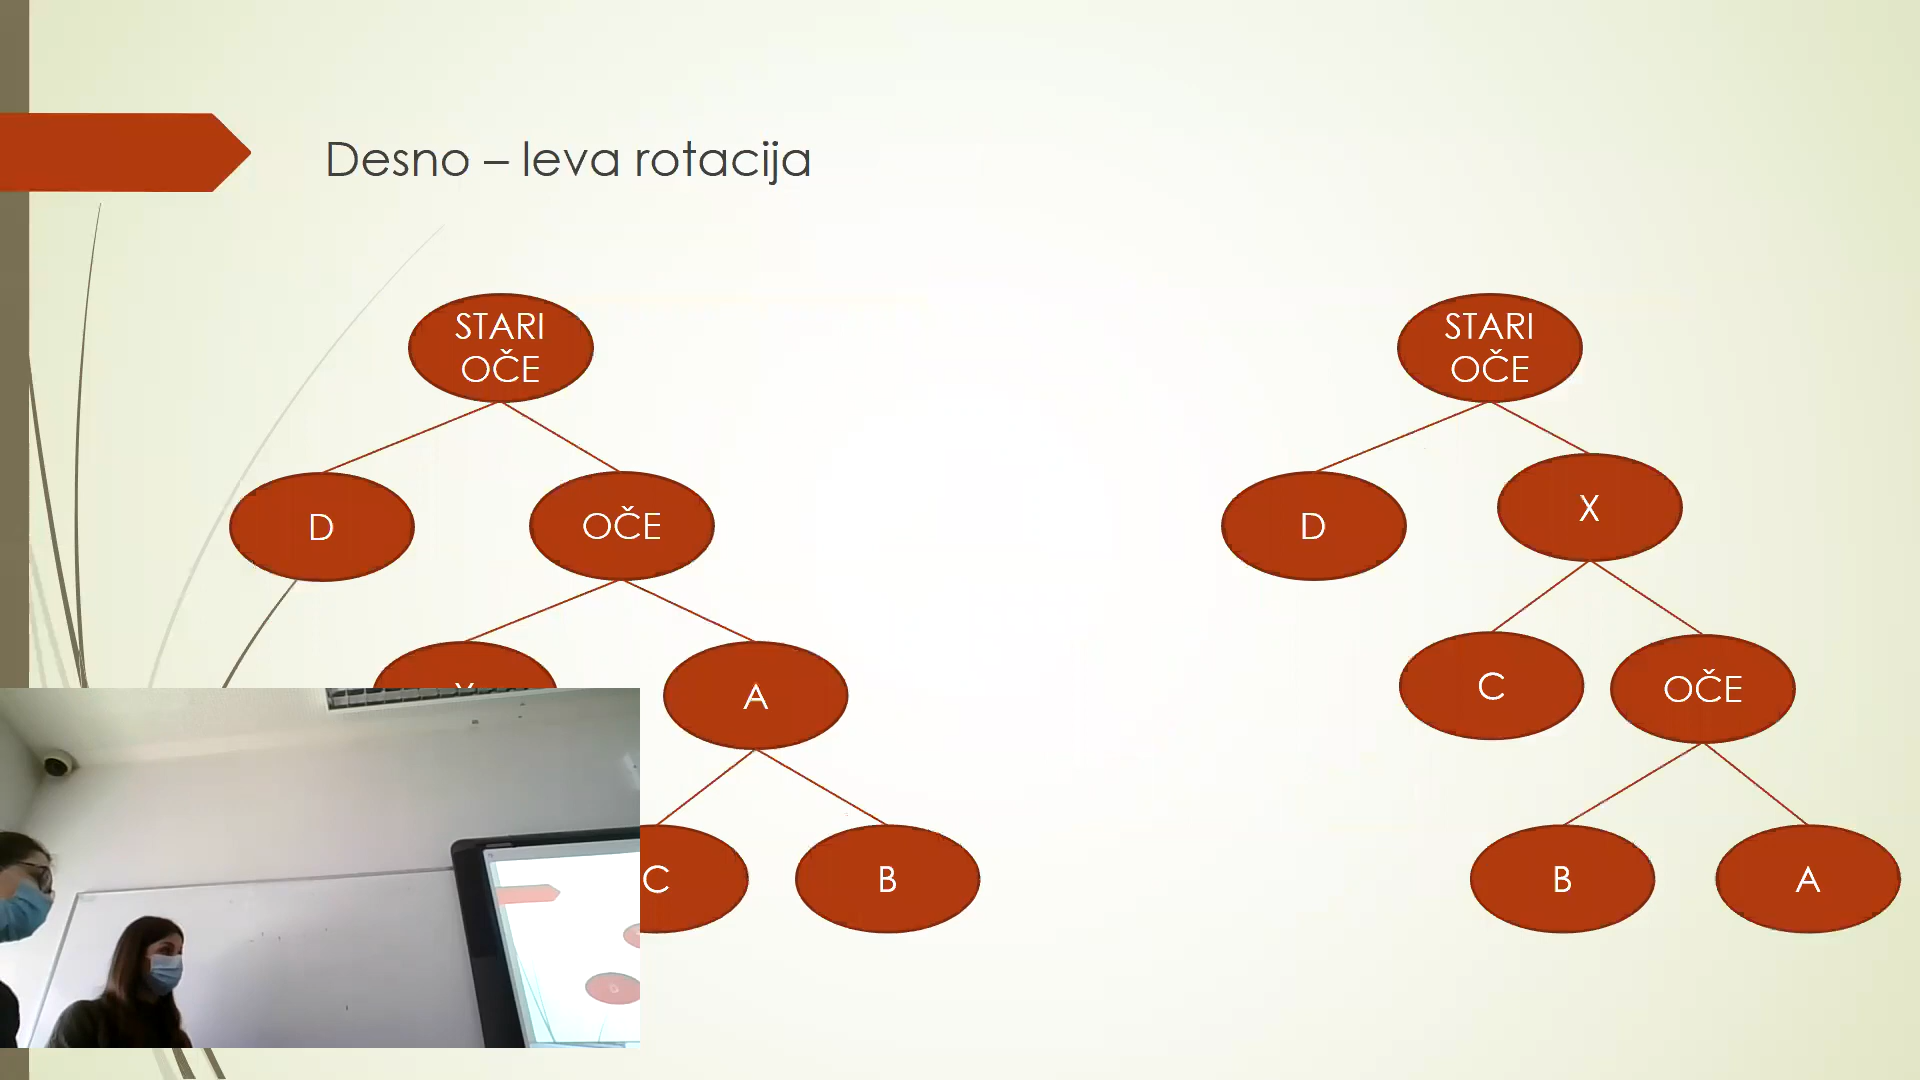 Desno – leva rotacija
STARI
OČE
D
OČE
A
C
B
STARI
OČE
D
X
C
OČE
B
A